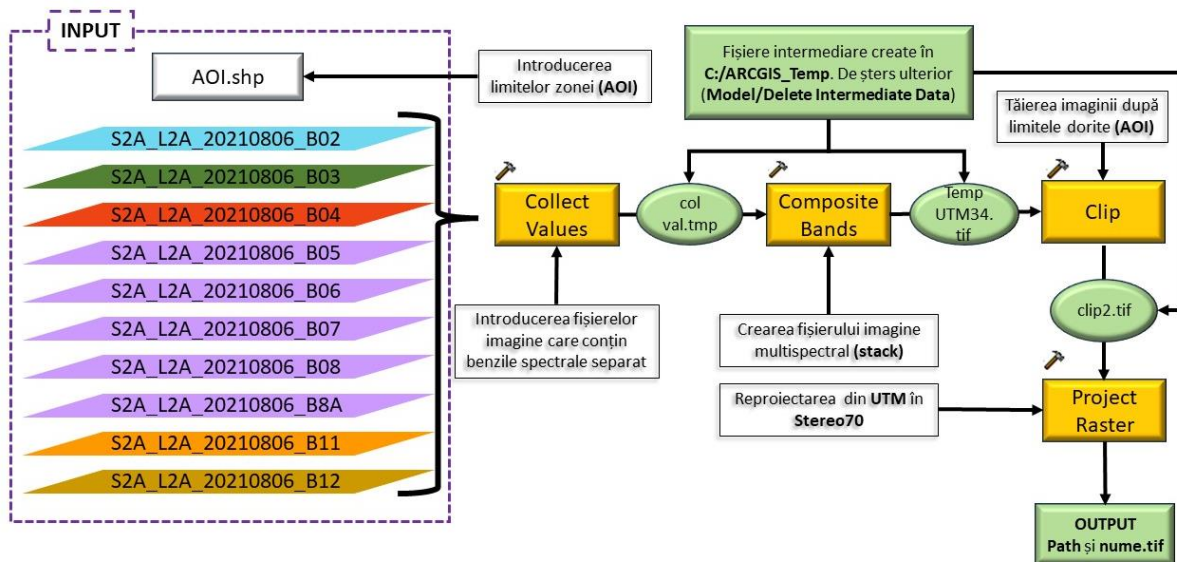 INPUT
AOI.shp
S2A_L2A_20210806_B02
S2A_L2A_20210806_B03
S2A_L2A_20210806_B04
S2A_L2A_20210806_B05
S2A_L2A_20210806_B06
S2A_L2A_20210806_B07
S2A_L2A_20210806_B08
S2A_L2A_20210806_B8A
S2A_L2A_20210806_B11
S2A_L2A_20210806_B12
Introducerea
limitelor zonei (AOI)
Fișiere intermediare create în
C:/ARCGIS_Temp. De șters ulterior
(Model/Delete Intermediate Data)
Tăierea imaginii după
limitele dorite (AOI)
Collect
Values
col
val.tmp
Composite
Bands
Temp
UTM34.
tif
Clip
Introducerea fișierelor
imagine care conțin
benzile spectrale separat
Crearea fișierului imagine
multispectral (stack)
clip2.tif
Reproiectarea din UTM în
Stereo70
Project
Raster
OUTPUT
Path și nume.tif